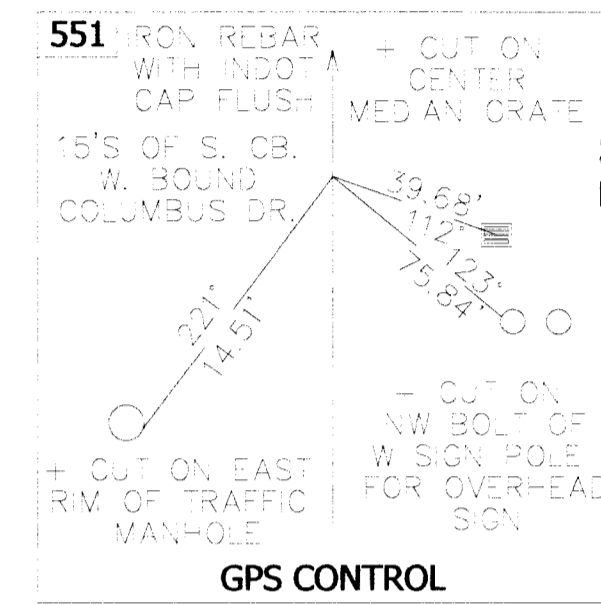 551 IRON REBAR
WITH INDOT
CAP FLUSH
+ CUT ON
CENTER
MEDIAN GRATE
15'S OF S. CB.
W. BOUND
COLUMBUS DR.
39.68'
112°
123°
75.84'
221°
14.51'
+ CUT ON EAST
RIM OF TRAFFIC
MANHOLE
+ CUT ON
NW BOLT OF
W SIGN POLE
FOR OVERHEAD
SIGN
GPS CONTROL